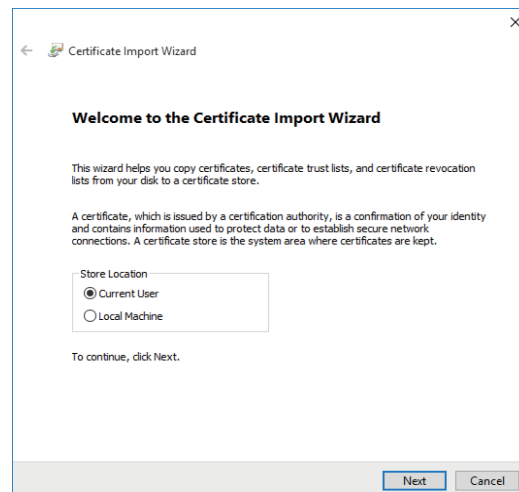 Certificate Import Wizard
Welcome to the Certificate Import Wizard
This wizard helps you copy certificates, certificate trust lists, and certificate revocation
lists from your disk to a certificate store.
A certificate, which is issued by a certification authority, is a confirmation of your identity
and contains information used to protect data or to establish secure network
connections. A certificate store is the system area where certificates are kept.
Store Location
Current User
Local Machine
To continue, click Next.
Next Cancel